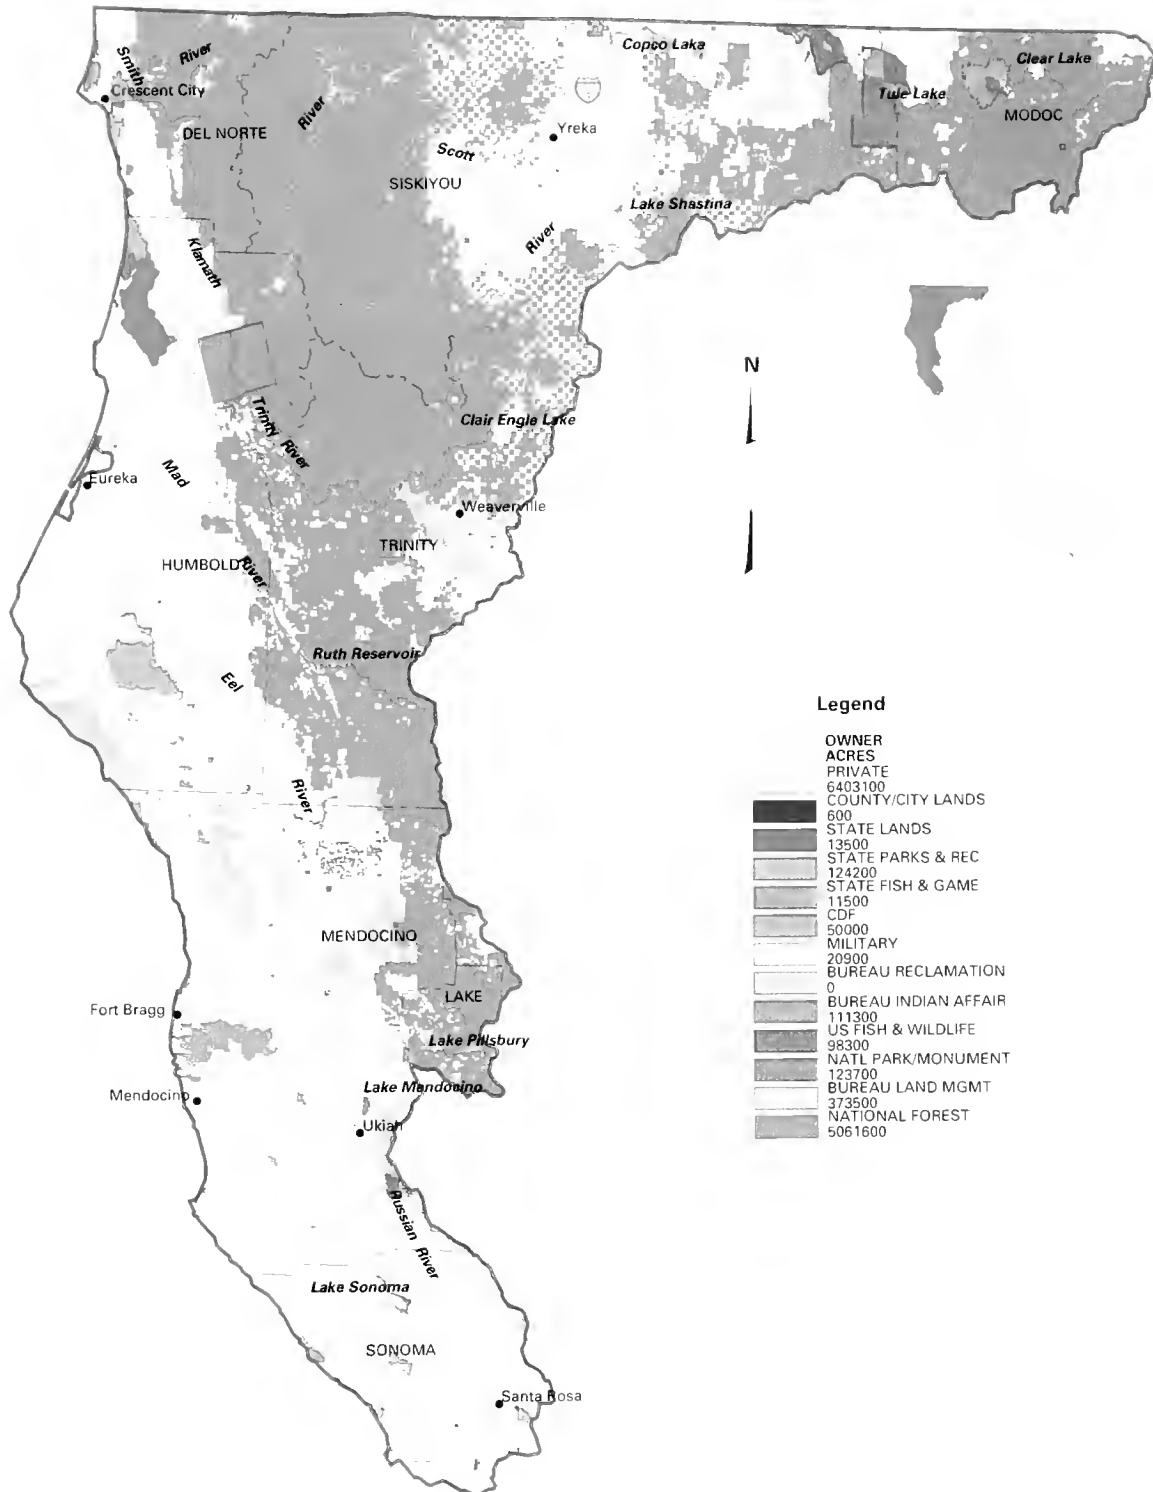 Copco Laka
Smith
River
Clear Lake
Crescent City
Tule Lake
River
MODOC
DEL NORTE
Yreka
Scott
SISKIYOU
Lake Shastina
River
Klamath
N
Clair Engle Lake
Trinity River
Mad
Eureka
Weaverville
TRINITY
HUMBOLDT
River
Ruth Reservoir
Eel
River
Legend
OWNER
ACRES
PRIVATE
6403100
COUNTY/CITY LANDS
600
STATE LANDS
13500
STATE PARKS & REC
124200
STATE FISH & GAME
11500
CDF
50000
MILITARY
20900
BUREAU RECLAMATION
0
BUREAU INDIAN AFFAIR
111300
US FISH & WILDLIFE
98300
NATL PARK/MONUMENT
123700
BUREAU LAND MGMT
373500
NATIONAL FOREST
5061600
MENDOCINO
LAKE
Fort Bragg
Lake Pillsbury
Lake Mendocino
Mendocino
Ukiah
Russian River
Lake Sonoma
SONOMA
Santa Rosa